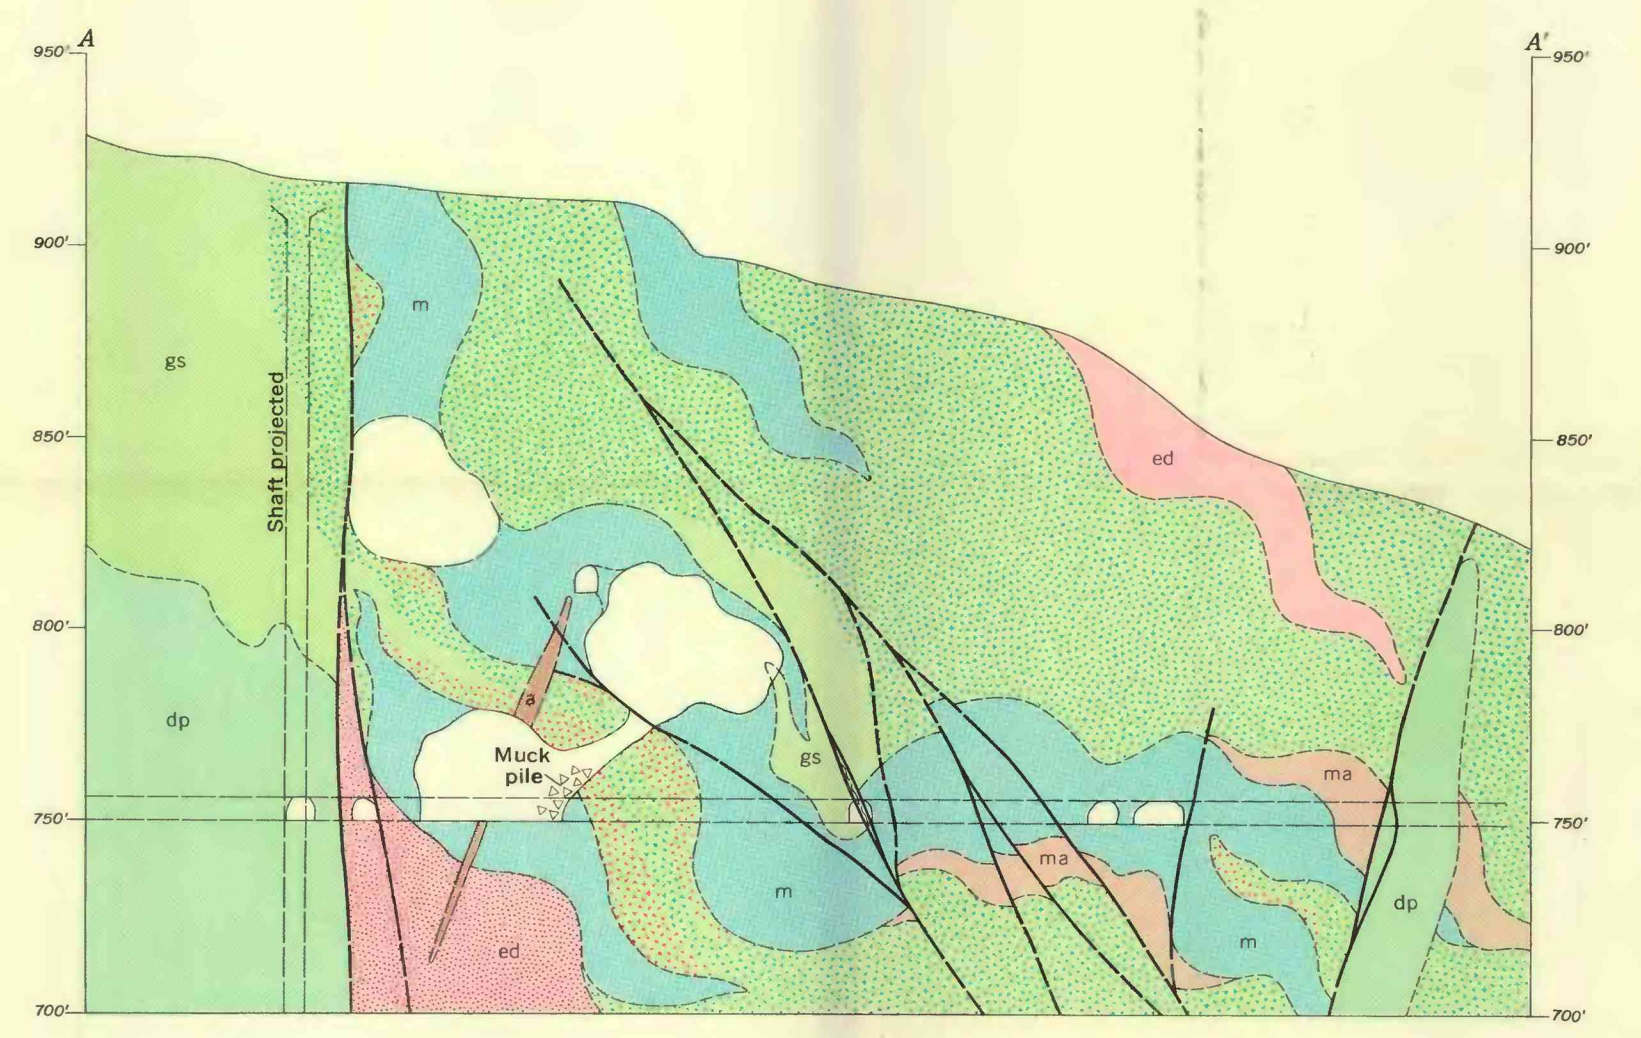 A
A'
950'
950'
900'
900'
m
gs
Shaft projected
850'
850'
ed
800'
800'
a
dp
Muck
pile
gs
ma
750'
750'
ma
m
dp
ed
m
700'
700'